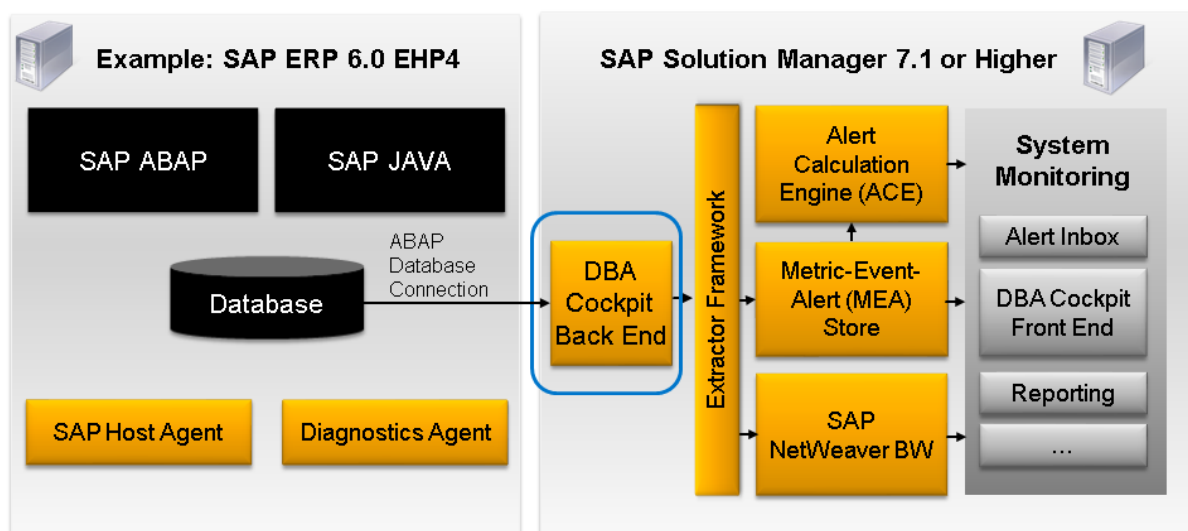 Example: SAP ERP 6.0 EHP4
SAP ABAP
SAP JAVA
ABAP
Database
Connection
Database
SAP Host Agent
Diagnostics Agent
SAP Solution Manager 7.1 or Higher
DBA
Cockpit
Back End
Extractor Framework
Alert
Calculation
Engine (ACE)
Metric-Event-
Alert (MEA)
Store
SAP
NetWeaver BW
System
Monitoring
Alert Inbox
DBA Cockpit
Front End
Reporting
...